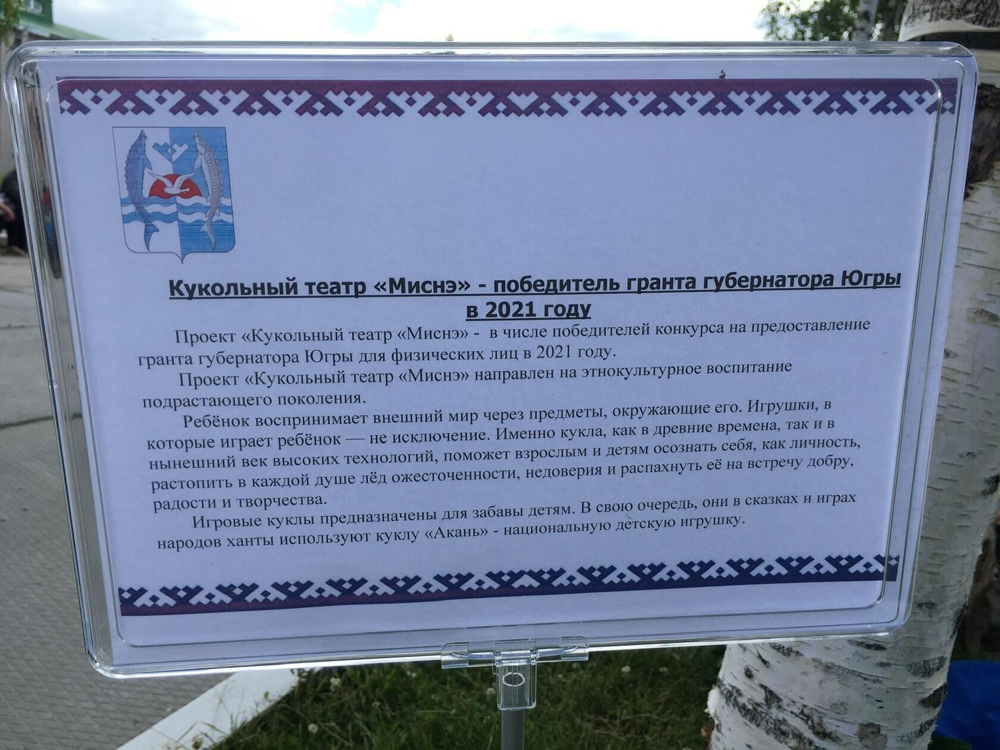 Кукольный театр «Миснэ» - победитель гранта губернатора Югры
в 2021 году
Проект «Кукольный театр «Миснэ» - в числе победителей конкурса на предоставление
гранта губернатора Югры для физических лиц в 2021 году.
Проект «Кукольный театр «Миснэ» направлен на этнокультурное воспитание
подрастающего поколения.
Ребёнок воспринимает внешний мир через предметы, окружающие его. Игрушки, в
которые играет ребёнок — не исключение. Именно кукла, как в древние времена, так и в
нынешний век высоких технологий, поможет взрослым и детям осознать себя, как личность,
растопить в каждой душе лёд ожесточенности, недоверия и распахнуть её на встречу добру,
радости и творчества.
Игровые куклы предназначены для забавы детям. В свою очередь, они в сказках и играх
народов ханты используют куклу «Акань» - национальную детскую игрушку.